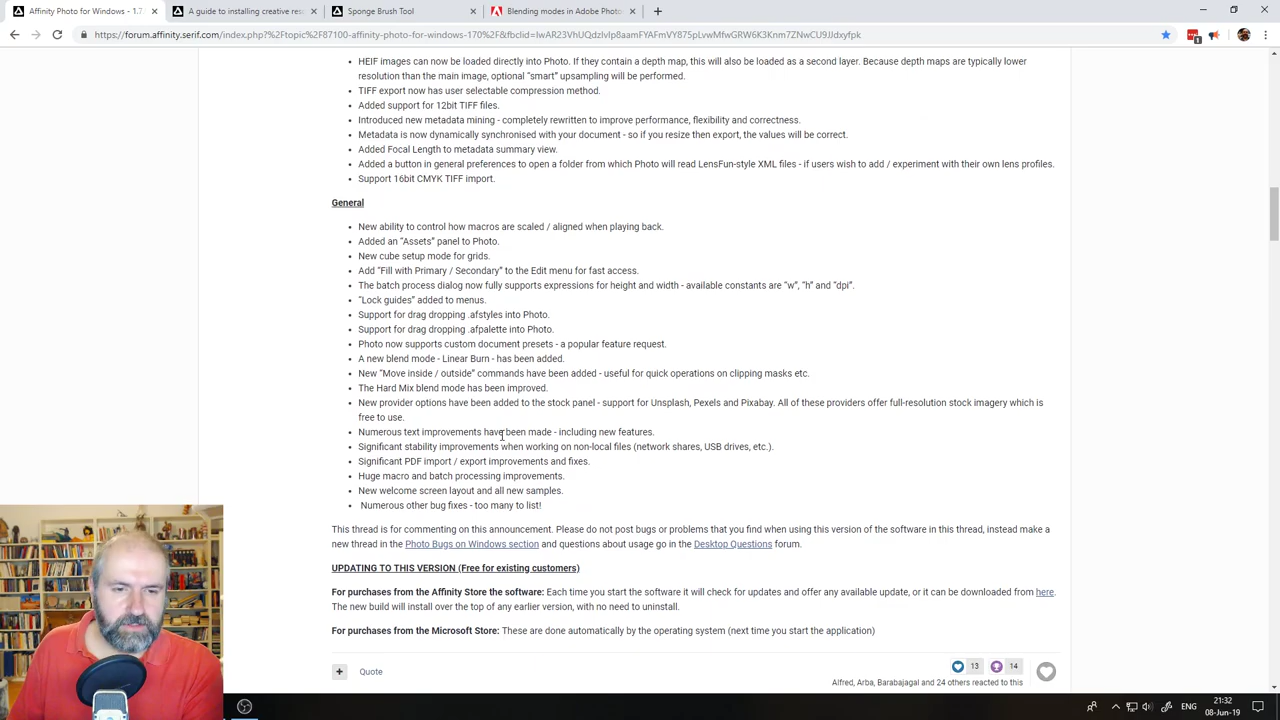 Affinity Photo for Windows - 1.7. A guide to installing creative res Sponge Brush Tool Blending modes in Adobe Photo
https://forum.affinity.serif.com/index.php?%2Ftopic%2F87100-affinity-photo-for-windows-170%2F&fbclid=
HEIF images can now be loaded directly into Photo. If they contain a depth map, this will also be loaded as a second layer. Because depth maps are typically lower
resolution than the main image, optional “smart” upsampling will be performed.
TIFF export now has user selectable compression method.
Added support for 12bit TIFF files.
Introduced new metadata mining - completely rewritten to improve performance, flexibility and correctness.
Metadata is now dynamically synchronised with your document - so if you resize then export, the values will be correct.
Added Focal Length to metadata summary view.
Added a button in general preferences to open a folder from which Photo will read LensFun-style XML files - if users wish to add / experiment with their own lens profiles.
Support 16bit CMYK TIFF import.
General
New ability to control how macros are scaled / aligned when playing back.
Added an “Assets” panel to Photo.
New cube setup mode for grids.
Add “Fill with Primary / Secondary” to the Edit menu for fast access.
The batch process dialog now fully supports expressions for height and width - available constants are “w”, “h” and “dpi”.
“Lock guides” added to menus.
Support for drag dropping .afstyles into Photo.
Support for drag dropping .afpalette into Photo.
Photo now supports custom document presets - a popular feature request.
A new blend mode - Linear Burn - has been added.
New “Move inside / outside” commands have been added - useful for quick operations on clipping masks etc.
The Hard Mix blend mode has been improved.
New provider options have been added to the stock panel - support for Unsplash, Pexels and Pixabay. All of these providers offer full-resolution stock imagery which is
free to use.
Numerous text improvements have been made - including new features.
Significant stability improvements when working on non-local files (network shares, USB drives, etc.).
Significant PDF import / export improvements and fixes.
Huge macro and batch processing improvements.
New welcome screen layout and all new samples.
Numerous other bug fixes - too many to list!
This thread is for commenting on this announcement. Please do not post bugs or problems that you find when using this version of the software in this thread, instead make a
new thread in the Photo Bugs on Windows section and questions about usage go in the Desktop Questions forum.
UPDATING TO THIS VERSION (Free for existing customers)
For purchases from the Affinity Store the software: Each time you start the software it will check for updates and offer any available update, or it can be downloaded from here.
The new build will install over the top of any earlier version, with no need to uninstall.
For purchases from the Microsoft Store: These are done automatically by the operating system (next time you start the application)
+ Quote 13 14
Alfred, Arba, Barabajagal and 24 others reacted to this
ENG 21:32
08-Jun-19